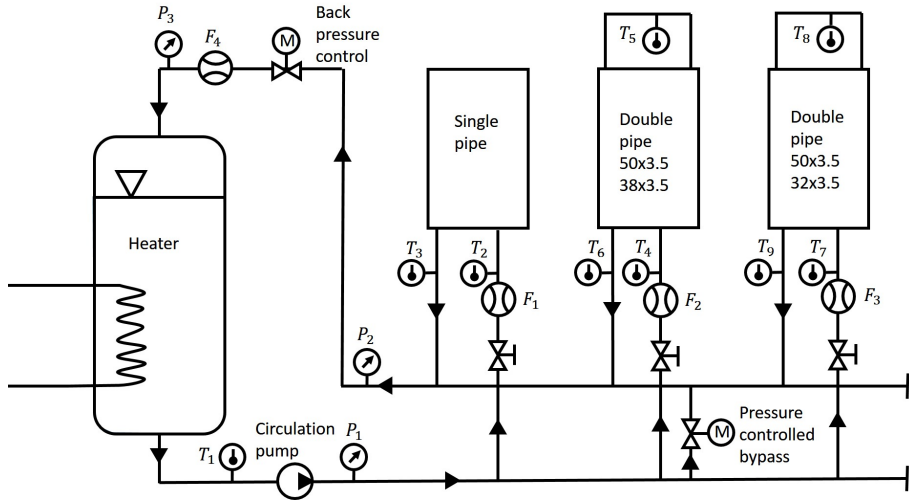 P3
F4
M
Back
pressure
control
T5
T8
Single
pipe
Double
pipe
50x3.5
38x3.5
Double
pipe
50x3.5
32x3.5
Heater
T3
T2
T6
T4
T9
T7
F1
F2
F3
P2
T1
Circulation
pump
P1
M
Pressure
controlled
bypass